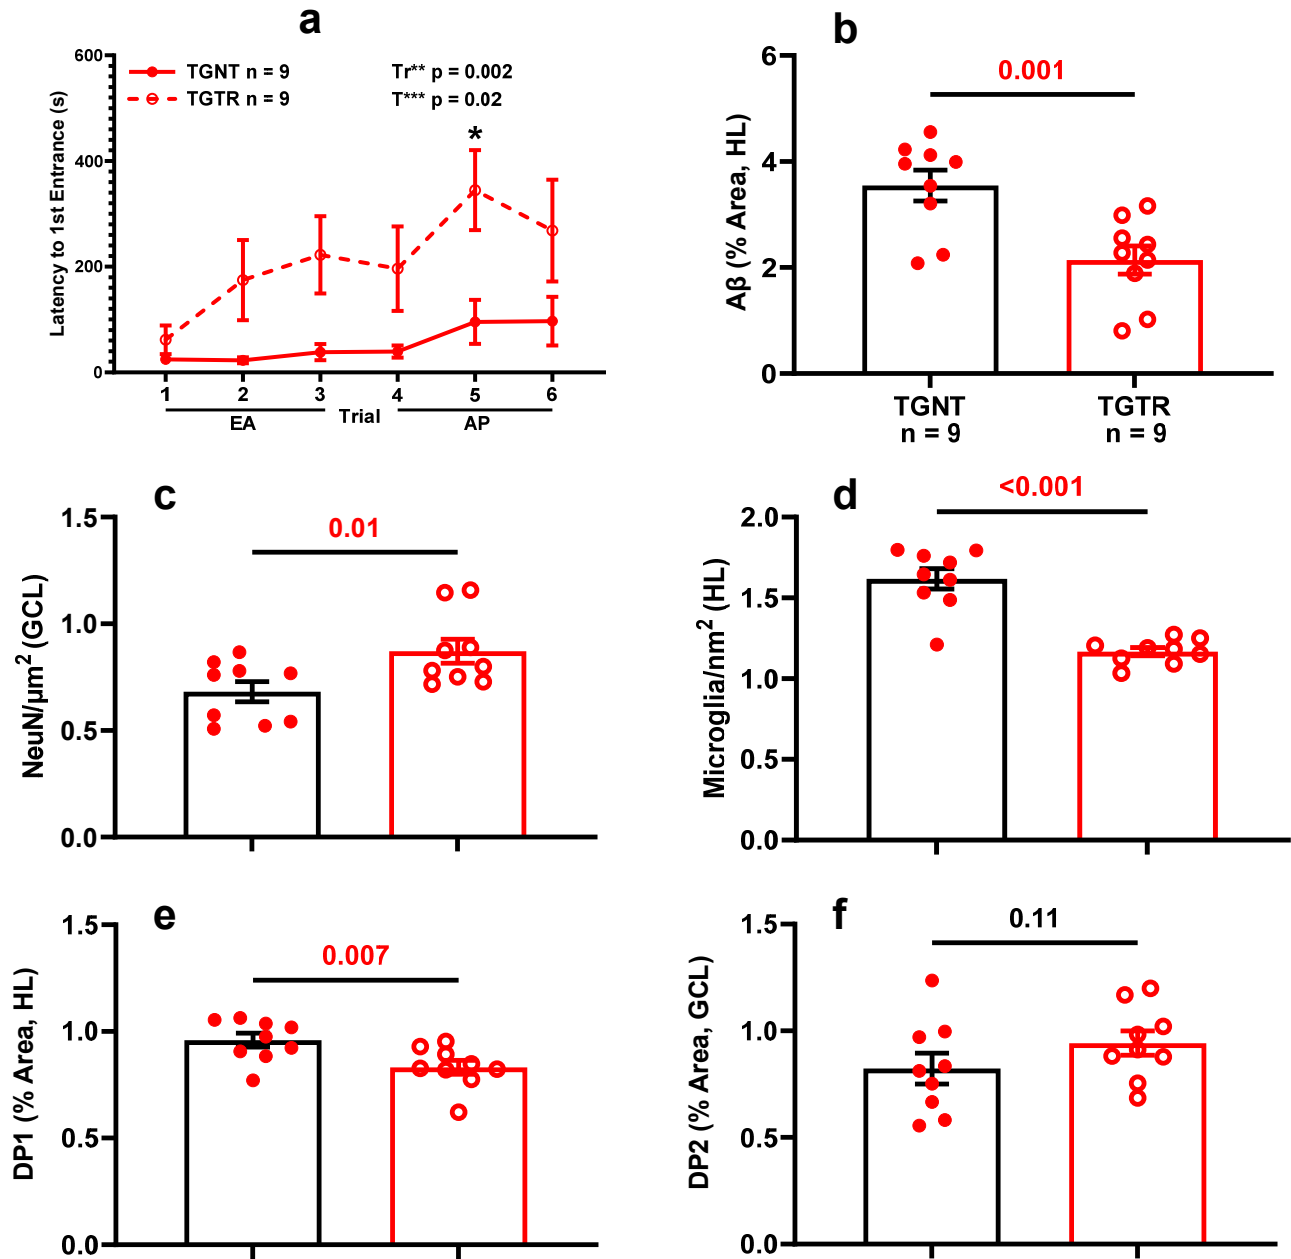 a
600
400
200
0
Latency to 1st Entrance (s)
TGNT n = 9
TGTR n = 9
Tr** p = 0.002
T*** p = 0.02
*
1 2 3 4 5 6
EA Trial AP
b
6
4
2
0
Aβ (% Area, HL)
0.001
TGNT TGTR
n = 9 n = 9
c
1.5
1.0
0.5
0.0
NeuN/μm² (GCL)
0.01
d
2.0
1.5
1.0
0.5
0.0
Microglia/nm² (HL)
<0.001
e
1.5
1.0
0.5
0.0
DP1 (% Area, HL)
0.007
f
1.5
1.0
0.5
0.0
DP2 (% Area, GCL)
0.11